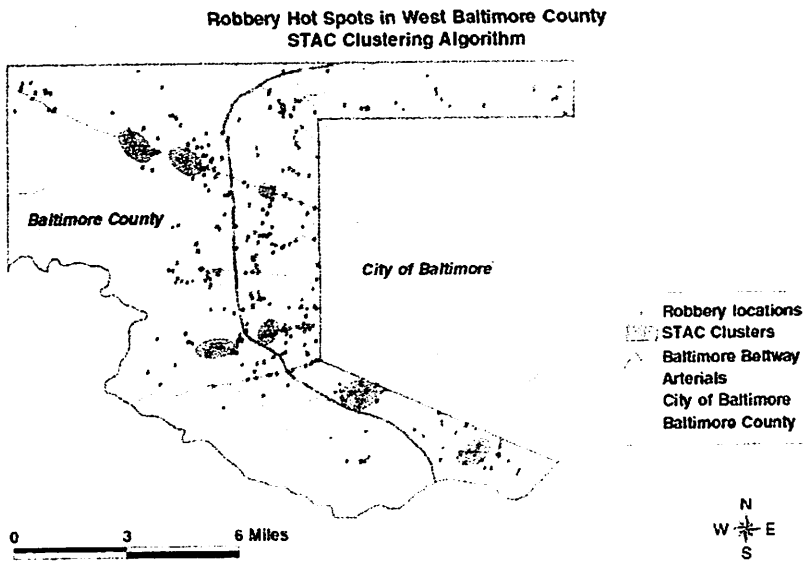 Robbery Hot Spots in West Baltimore County
STAC Clustering Algorithm
Baltimore County
City of Baltimore
Robbery locations
STAC Clusters
Baltimore Beltway
Arterials
City of Baltimore
Baltimore County
0 3 6 Miles
N
W E
S